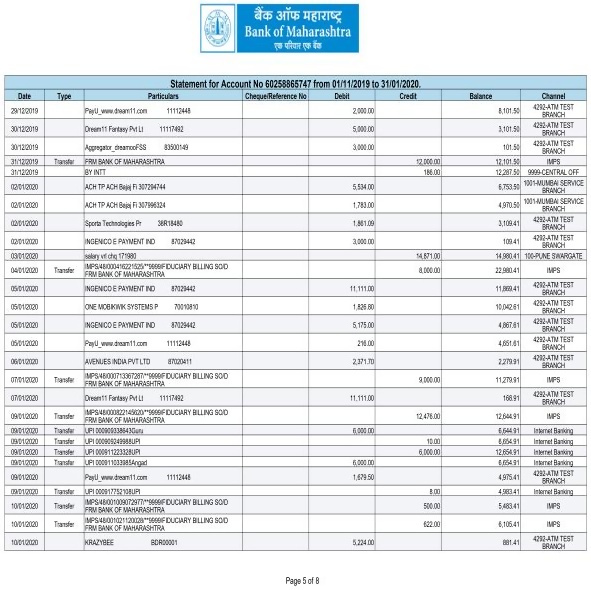 बैंक ऑफ महाराष्ट्र
Bank of Maharashtra
एक परिवार एक बैंक
Statement for Account No 60258865747 from 01/11/2019 to 31/01/2020.
Date Type Particulars Cheque/Reference No Debit Credit Balance Channel
29/12/2019 PayU_www.dream11.com 11112448 2,000.00 8,101.50 4292-ATM TEST
BRANCH
30/12/2019 Dream11 Fantasy Pvt Lt 11117492 5,000.00 3,101.50 4292-ATM TEST
BRANCH
30/12/2019 Aggregator_dreamooFSS 83500149 3,000.00 101.50 4292-ATM TEST
BRANCH
31/12/2019 Transfer FRM BANK OF MAHARASHTRA 12,000.00 12,101.50 IMPS
31/12/2019 BY INTT 186.00 12,287.50 9999-CENTRAL OFF
02/01/2020 ACH TP ACH Bajaj Fi 307294744 5,534.00 6,753.50 1001-MUMBAI SERVICE
BRANCH
02/01/2020 ACH TP ACH Bajaj Fi 307996324 1,783.00 4,970.50 1001-MUMBAI SERVICE
BRANCH
02/01/2020 Sporta Technologies Pr 36R18480 1,861.09 3,109.41 4292-ATM TEST
BRANCH
02/01/2020 INGENICO E PAYMENT IND 87029442 3,000.00 109.41 4292-ATM TEST
BRANCH
03/01/2020 salary vrl chq 171980 14,871.00 14,980.41 100-PUNE SWARGATE
04/01/2020 Transfer IMPS/48/000416221525/**9999/FIDUCIARY BILLING SO/D
FRM BANK OF MAHARASHTRA 8,000.00 22,980.41 IMPS
05/01/2020 INGENICO E PAYMENT IND 87029442 11,111.00 11,869.41 4292-ATM TEST
BRANCH
05/01/2020 ONE MOBIKWIK SYSTEMS P 70010810 1,826.80 10,042.61 4292-ATM TEST
BRANCH
05/01/2020 INGENICO E PAYMENT IND 87029442 5,175.00 4,867.61 4292-ATM TEST
BRANCH
05/01/2020 PayU_www.dream11.com 11112448 216.00 4,651.61 4292-ATM TEST
BRANCH
06/01/2020 AVENUES INDIA PVT LTD 87020411 2,371.70 2,279.91 4292-ATM TEST
BRANCH
07/01/2020 Transfer IMPS/48/000713367287/**9999/FIDUCIARY BILLING SO/D
FRM BANK OF MAHARASHTRA 9,000.00 11,279.91 IMPS
07/01/2020 Dream11 Fantasy Pvt Lt 11117492 11,111.00 168.91 4292-ATM TEST
BRANCH
09/01/2020 Transfer IMPS/48/000822145620/**9999/FIDUCIARY BILLING SO/D
FRM BANK OF MAHARASHTRA 12,476.00 12,644.91 IMPS
09/01/2020 Transfer UPI 000909338643Guru 6,000.00 6,644.91 Internet Banking
09/01/2020 Transfer UPI 000909249988UPI 10.00 6,654.91 Internet Banking
09/01/2020 Transfer UPI 000911223328UPI 6,000.00 12,654.91 Internet Banking
09/01/2020 Transfer UPI 000911033985Angad 6,000.00 6,654.91 Internet Banking
09/01/2020 PayU_www.dream11.com 11112448 1,679.50 4,975.41 4292-ATM TEST
BRANCH
09/01/2020 Transfer UPI 000917752108UPI 8.00 4,983.41 Internet Banking
10/01/2020 Transfer IMPS/48/001009072977/**9999/FIDUCIARY BILLING SO/D
FRM BANK OF MAHARASHTRA 500.00 5,483.41 IMPS
10/01/2020 Transfer IMPS/48/001021120028/**9999/FIDUCIARY BILLING SO/D
FRM BANK OF MAHARASHTRA 622.00 6,105.41 IMPS
10/01/2020 KRAZYBEE BDR00001 5,224.00 881.41 4292-ATM TEST
BRANCH
Page 5 of 8